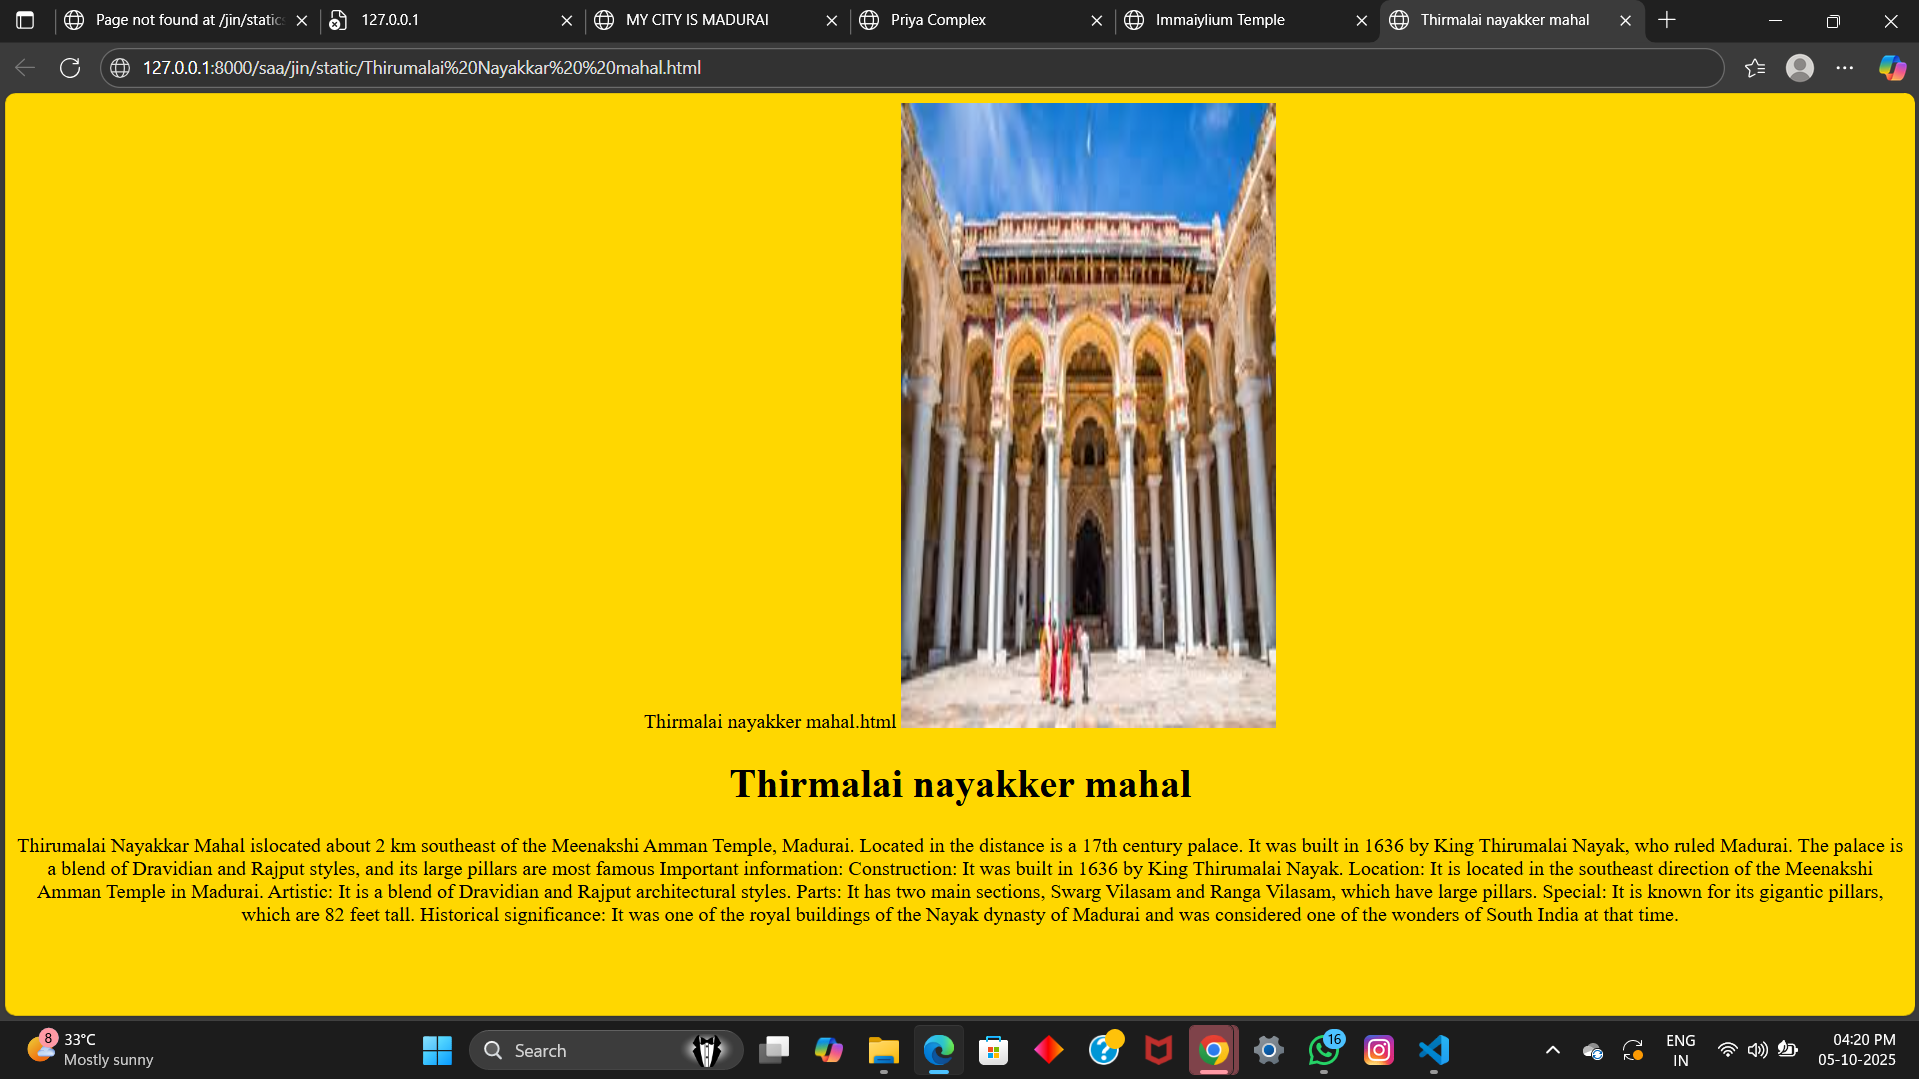 Page not found at /jin/statics
127.0.0.1
MY CITY IS MADURAI
Priya Complex
Immaiylium Temple
Thirmalai nayakker mahal
127.0.0.1:8000/saa/jin/static/Thirumalai%20Nayakkar%20%20mahal.html
Thirmalai nayakker mahal.html
Thirmalai nayakker mahal
Thirumalai Nayakkar Mahal islocated about 2 km southeast of the Meenakshi Amman Temple, Madurai. Located in the distance is a 17th century palace. It was built in 1636 by King Thirumalai Nayak, who ruled Madurai. The palace is
a blend of Dravidian and Rajput styles, and its large pillars are most famous Important information: Construction: It was built in 1636 by King Thirumalai Nayak. Location: It is located in the southeast direction of the Meenakshi
Amman Temple in Madurai. Artistic: It is a blend of Dravidian and Rajput architectural styles. Parts: It has two main sections, Swarg Vilasam and Ranga Vilasam, which have large pillars. Special: It is known for its gigantic pillars,
which are 82 feet tall. Historical significance: It was one of the royal buildings of the Nayak dynasty of Madurai and was considered one of the wonders of South India at that time.
8
33°C
Mostly sunny
Search
16
ENG
IN
04:20 PM
05-10-2025